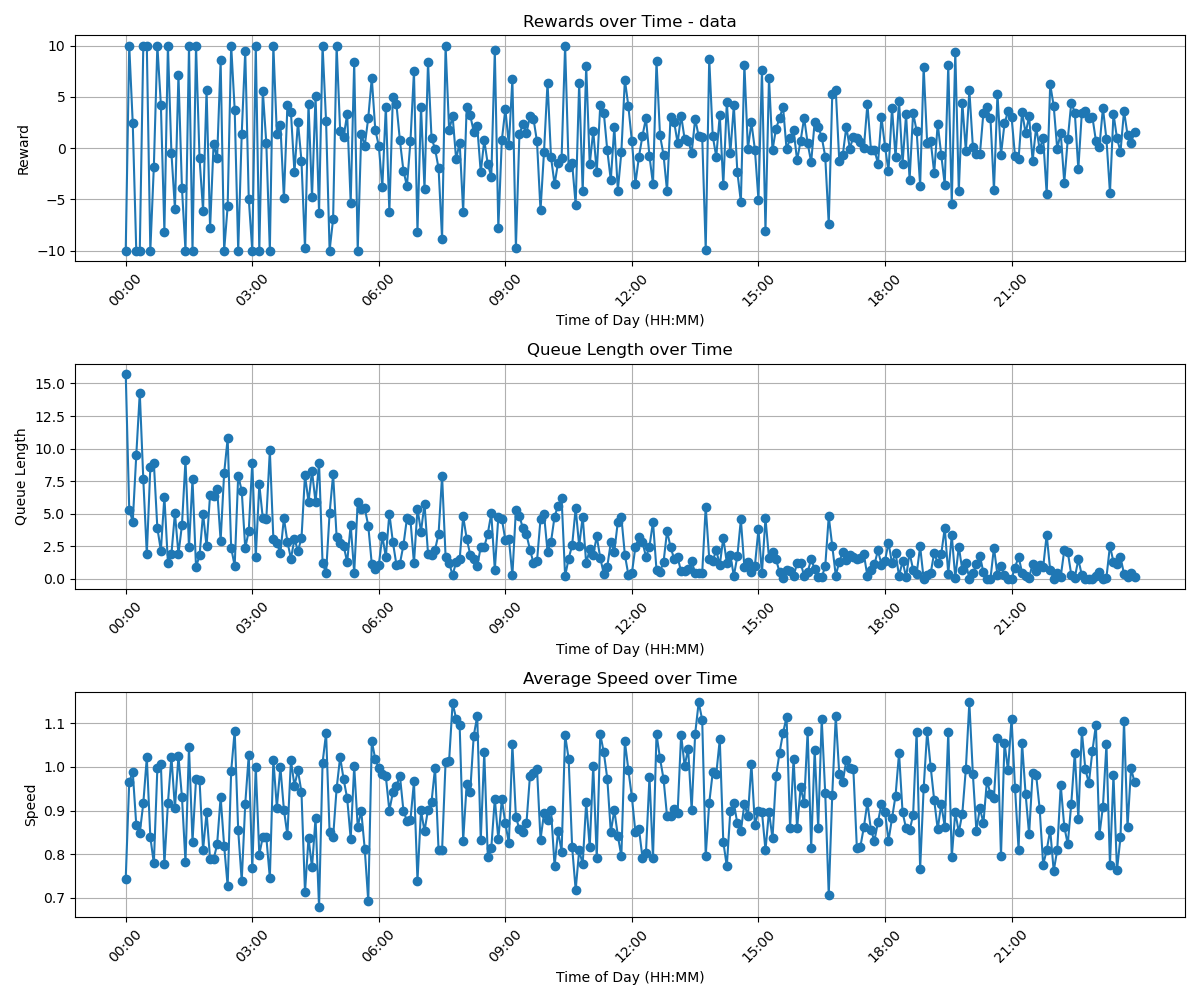 Rewards over Time - data
Reward
10
5
0
−5
−10
00:00 03:00 06:00 09:00 12:00 15:00 18:00 21:00
Time of Day (HH:MM)
Queue Length over Time
Queue Length
15.0
12.5
10.0
7.5
5.0
2.5
0.0
00:00 03:00 06:00 09:00 12:00 15:00 18:00 21:00
Time of Day (HH:MM)
Average Speed over Time
Speed
1.1
1.0
0.9
0.8
0.7
00:00 03:00 06:00 09:00 12:00 15:00 18:00 21:00
Time of Day (HH:MM)